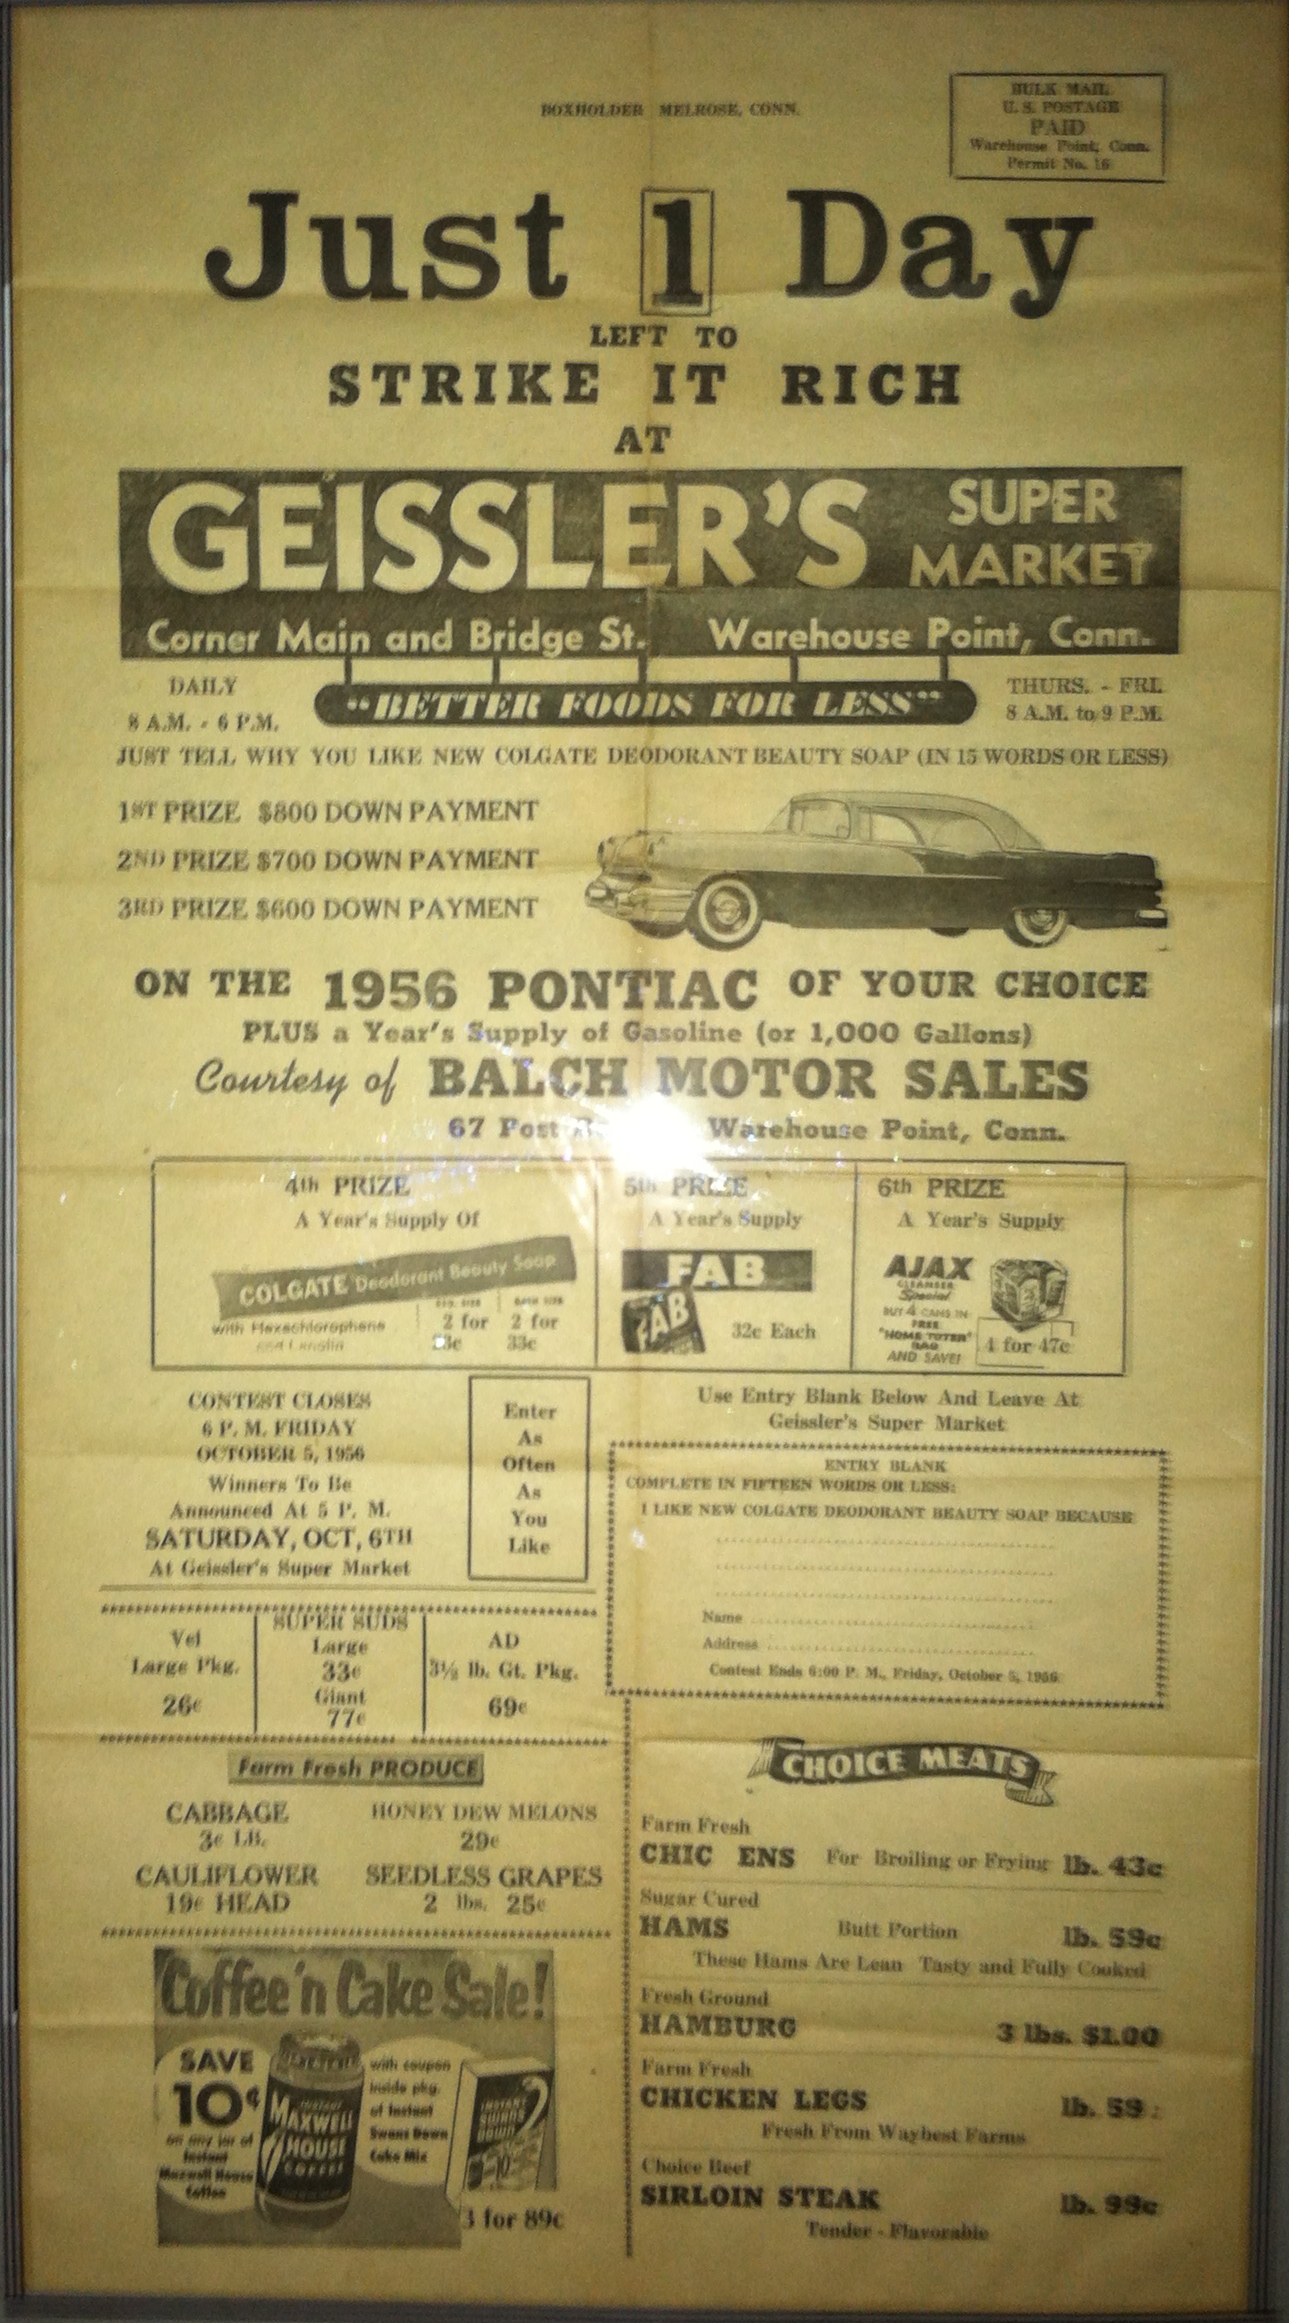 BOXHOLDER MELROSE, CONN.
BULK MAIL
U. S. POSTAGE
PAID
Warehouse Point, Conn.
Permit No. 16
Just 1 Day
LEFT TO
STRIKE IT RICH
AT
GEISSLER'S SUPER MARKET
Corner Main and Bridge St. Warehouse Point, Conn.
DAILY
8 A.M. - 6 P.M.
"BETTER FOODS FOR LESS"
THURS. - FRI.
8 A.M. to 9 P.M.
JUST TELL WHY YOU LIKE NEW COLGATE DEODORANT BEAUTY SOAP (IN 15 WORDS OR LESS)
1ST PRIZE $800 DOWN PAYMENT
2ND PRIZE $700 DOWN PAYMENT
3RD PRIZE $600 DOWN PAYMENT
ON THE 1956 PONTIAC OF YOUR CHOICE
PLUS a Year's Supply of Gasoline (or 1,000 Gallons)
Courtesy of BALCH MOTOR SALES
67 Post Warehouse Point, Conn.
4th PRIZE
A Year's Supply Of
COLGATE Deodorant Beauty Soap
with Hexachlorophene
and Lanolin
BATH SIZE
2 for 2 for
33c
5th PRIZE
A Year's Supply
FAB
FAB
32c Each
6th PRIZE
A Year's Supply
AJAX
CLEANSER
Special
BUY 4 CANS IN
FREE
"HOME TOTER"
BAG
AND SAVE!
4 for 47c
CONTEST CLOSES
6 P. M. FRIDAY
OCTOBER 5, 1956
Winners To Be
Announced At 5 P. M.
SATURDAY, OCT, 6TH
At Geissler's Super Market
Enter
As
Often
As
You
Like
Use Entry Blank Below And Leave At
Geissler's Super Market
ENTRY BLANK
COMPLETE IN FIFTEEN WORDS OR LESS:
I LIKE NEW COLGATE DEODORANT BEAUTY SOAP BECAUSE
Name
Address
Contest Ends 6:00 P. M., Friday, October 5, 1956
Vel
Large Pkg.
26c
SUPER SUDS
Large
33c
Giant
77c
AD
3½ lb. Gt. Pkg.
69c
Farm Fresh PRODUCE
CABBAGE
3c LB.
HONEY DEW MELONS
29c
CAULIFLOWER
19c HEAD
SEEDLESS GRAPES
2 lbs. 25c
Coffee 'n Cake Sale!
SAVE
10¢
on any jar of
Instant
Maxwell House
Coffee
INSTANT
MAXWELL
HOUSE
COFFEE
with coupon
inside pkg.
of Instant
Swans Down
Cake Mix
3 for 89c
CHOICE MEATS
Farm Fresh
CHIC ENS For Broiling or Frying lb. 43c
Sugar Cured
HAMS Butt Portion lb. 59c
These Hams Are Lean Tasty and Fully Cooked
Fresh Ground
HAMBURG 3 lbs. $1.00
Farm Fresh
CHICKEN LEGS lb. 59
Fresh From Waybest Farms
Choice Beef
SIRLOIN STEAK lb. 99c
Tender - Flavorable